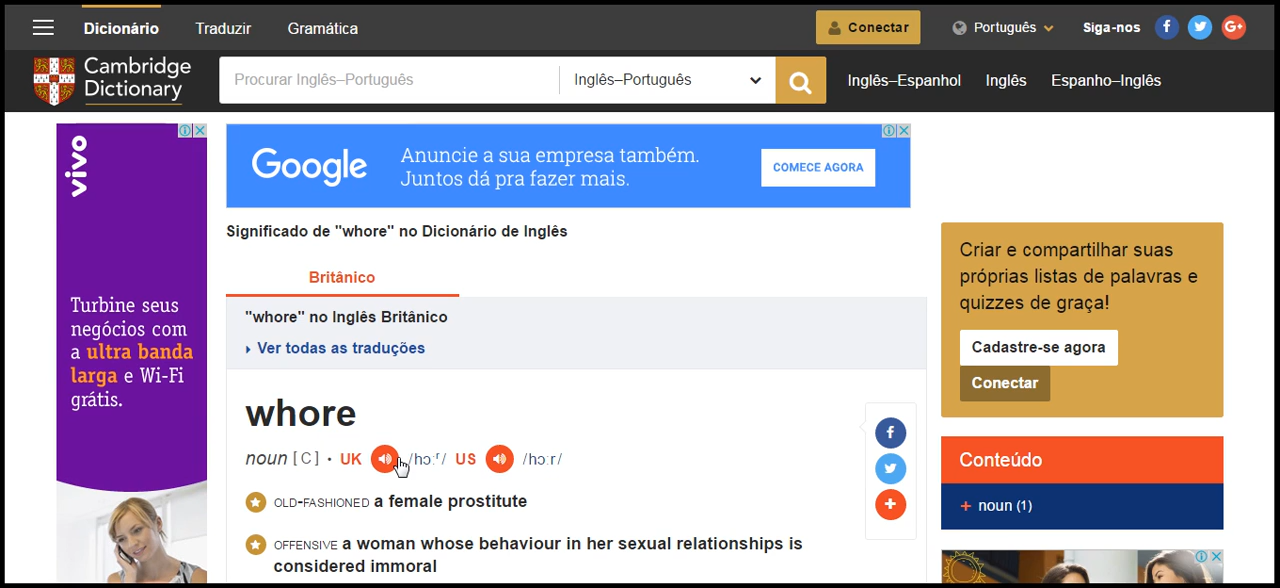 Dicionário Traduzir Gramática Conectar Português Siga-nos
Cambridge
Dictionary
Procurar Inglês–Português Inglês–Português Inglês–Espanhol Inglês Espanho–Inglês
vivo
Turbine seus
negócios com
a ultra banda
larga e Wi-Fi
grátis.
Google
Anuncie a sua empresa também.
Juntos dá pra fazer mais.
COMECE AGORA
Significado de "whore" no Dicionário de Inglês
Britânico
"whore" no Inglês Britânico
Ver todas as traduções
whore
noun [ C ] • UK /hɔːʳ/ US /hɔːr/
OLD-FASHIONED a female prostitute
OFFENSIVE a woman whose behaviour in her sexual relationships is
considered immoral
Criar e compartilhar suas
próprias listas de palavras e
quizzes de graça!
Cadastre-se agora
Conectar
Conteúdo
+ noun (1)